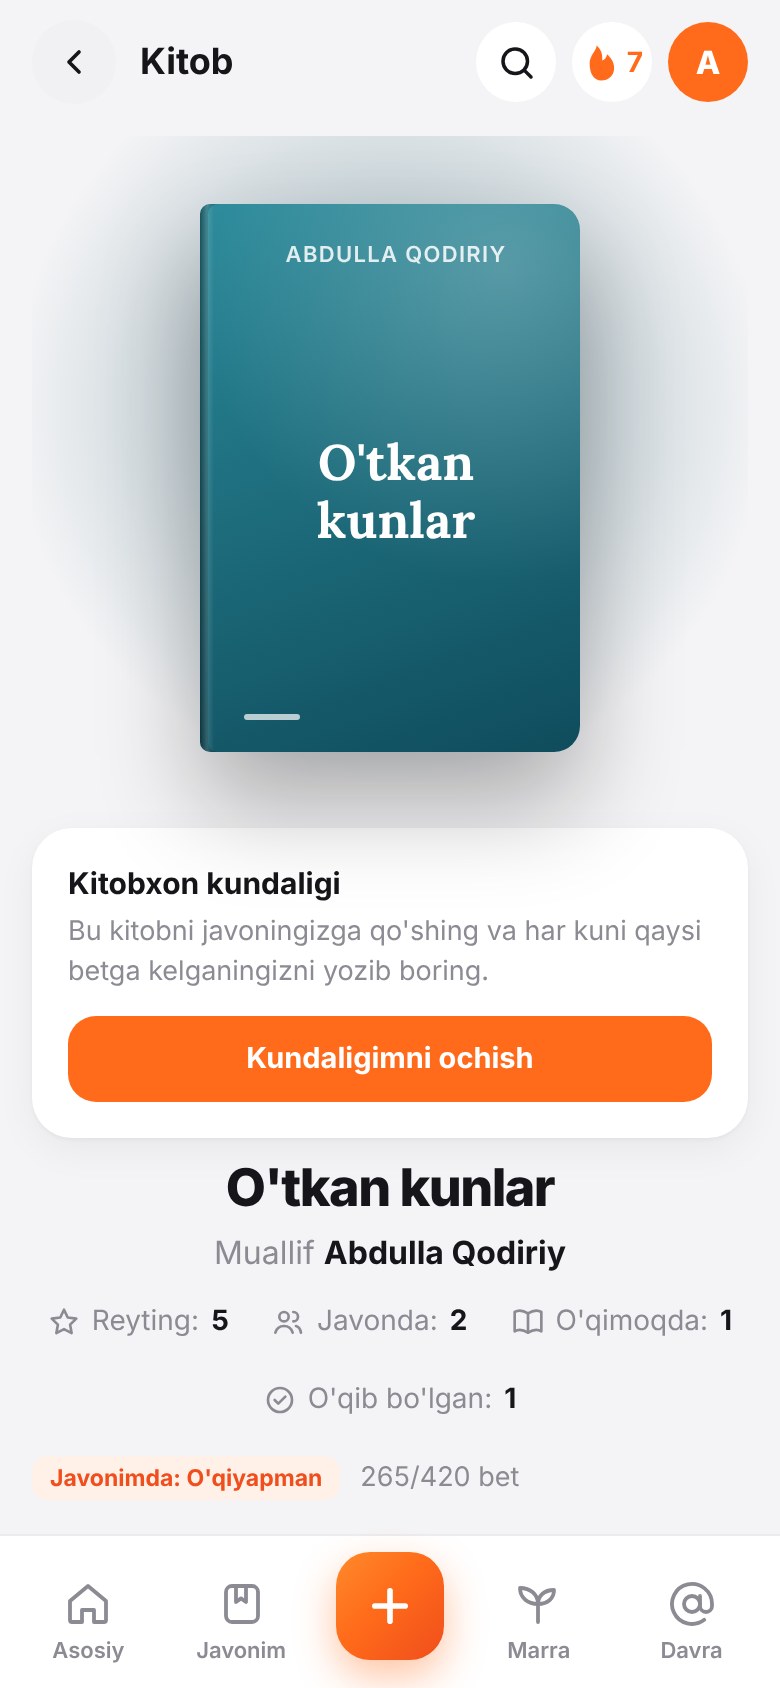 Kitob
7
A
ABDULLA QODIRIY
O'tkan
kunlar
Kitobxon kundaligi
Bu kitobni javoningizga qo'shing va har kuni qaysi
betga kelganingizni yozib boring.
Kundaligimni ochish
O'tkan kunlar
Muallif Abdulla Qodiriy
Reyting: 5 Javonda: 2 O'qimoqda: 1
O'qib bo'lgan: 1
Javonimda: O'qiyapman 265/420 bet
Asosiy Javonim Marra Davra